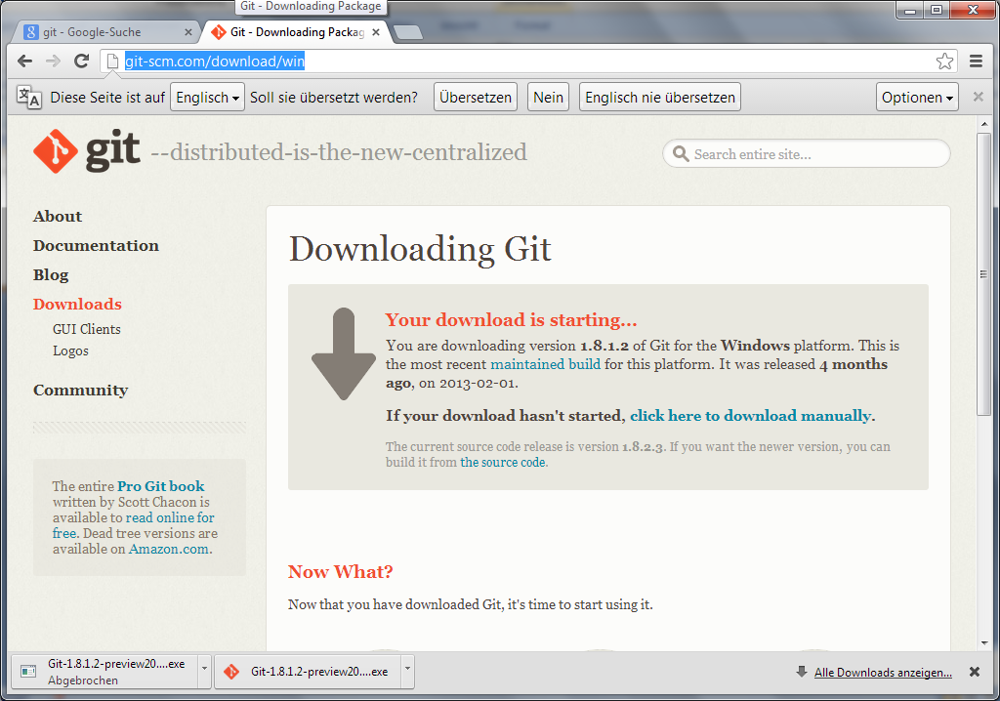 Git - Downloading Package
git - Google-Suche
Git - Downloading Packag
git-scm.com/download/win
Diese Seite ist auf Englisch Soll sie übersetzt werden? Übersetzen Nein Englisch nie übersetzen Optionen
git --distributed-is-the-new-centralized
Search entire site...
About
Documentation
Blog
Downloads
GUI Clients
Logos
Community
The entire Pro Git book
written by Scott Chacon is
available to read online for
free. Dead tree versions are
available on Amazon.com.
Downloading Git
Your download is starting...
You are downloading version 1.8.1.2 of Git for the Windows platform. This is
the most recent maintained build for this platform. It was released 4 months
ago, on 2013-02-01.
If your download hasn't started, click here to download manually.
The current source code release is version 1.8.2.3. If you want the newer version, you can
build it from the source code.
Now What?
Now that you have downloaded Git, it's time to start using it.
Git-1.8.1.2-preview20....exe
Abgebrochen
Git-1.8.1.2-preview20....exe
Alle Downloads anzeigen...